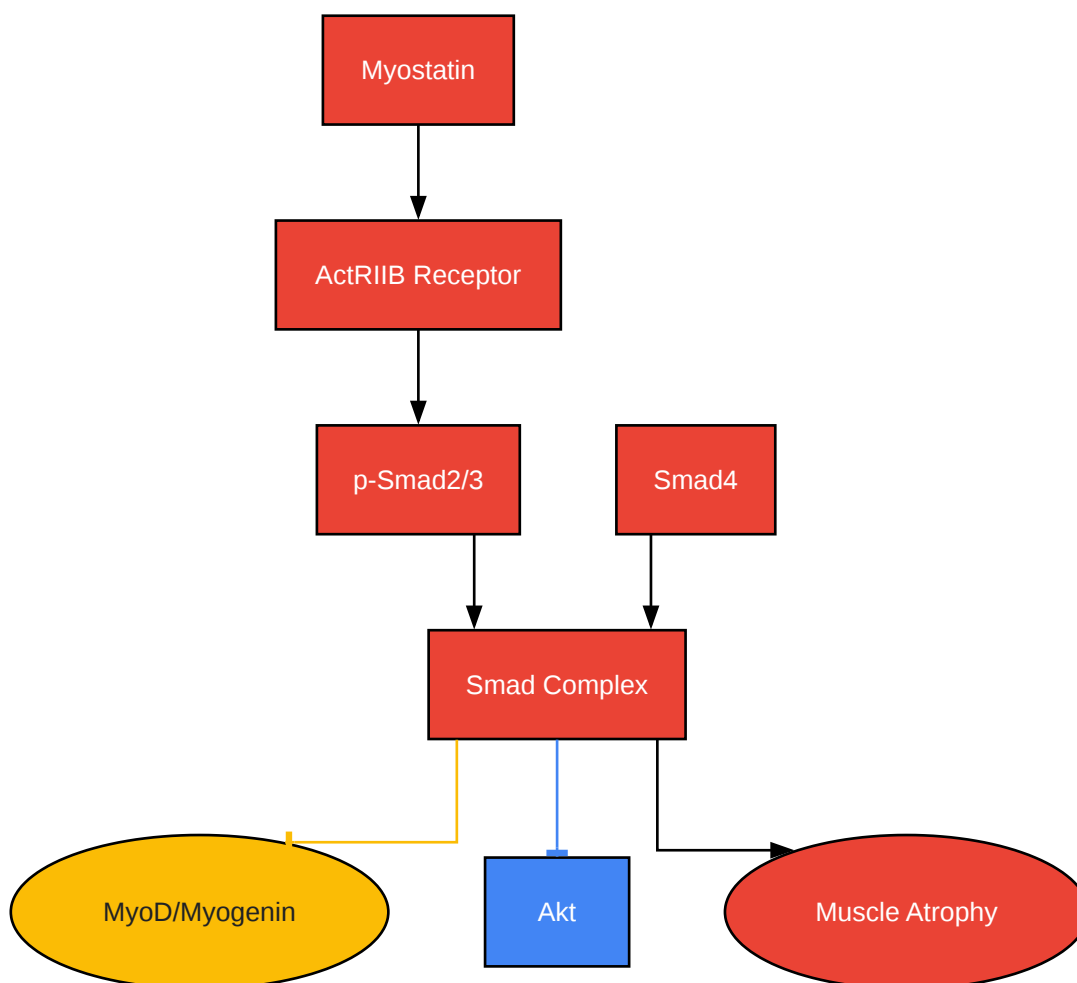 Myostatin
ActRIIB Receptor
p-Smad2/3
Smad4
Smad Complex
MyoD/Myogenin
Akt
Muscle Atrophy